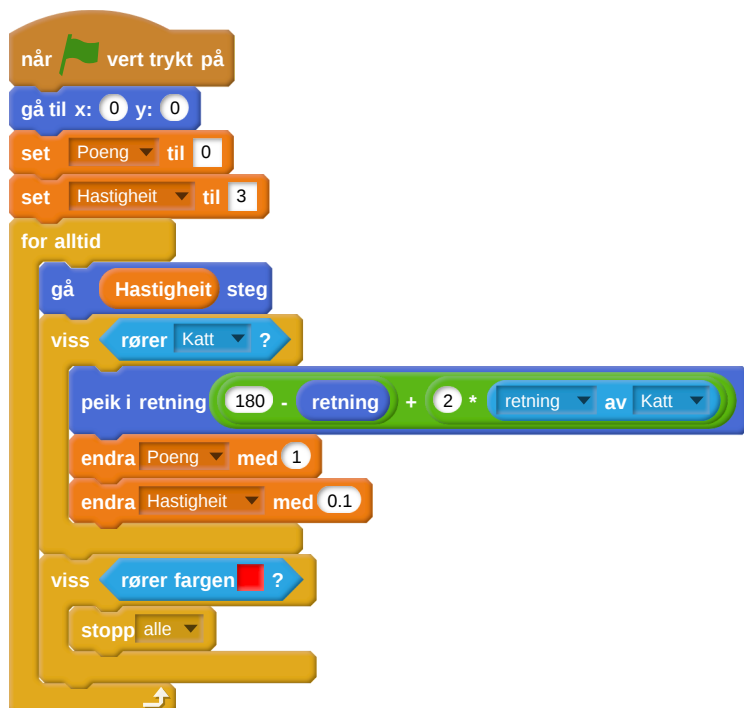 når vert trykt på
gå til x: 0 y: 0
set Poeng til 0
set Hastigheit til 3
for alltid
gå Hastigheit steg
viss rører Katt ?
peik i retning 180 - retning + 2 * retning av Katt
endra Poeng med 1
endra Hastigheit med 0.1
viss rører fargen ?
stopp alle